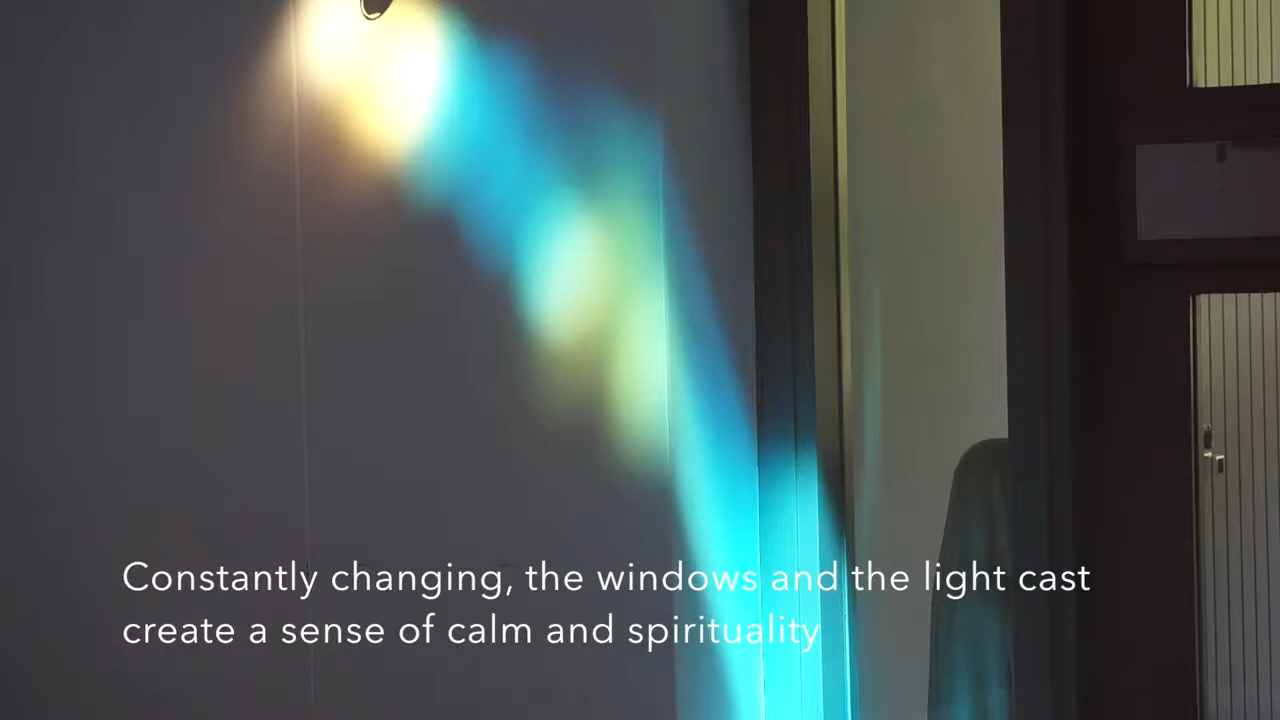 Constantly changing, the windows and the light cast
create a sense of calm and spirituality